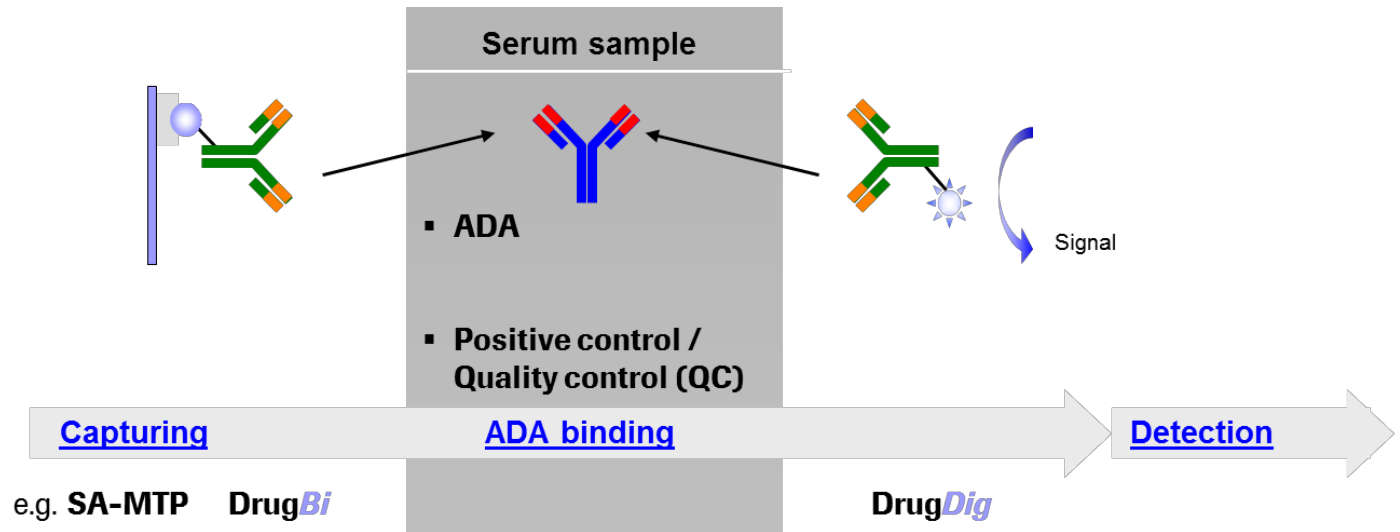 Serum sample
Signal
▪ ADA
▪ Positive control /
Quality control (QC)
Capturing
ADA binding
Detection
e.g. SA-MTP
DrugBi
DrugDig